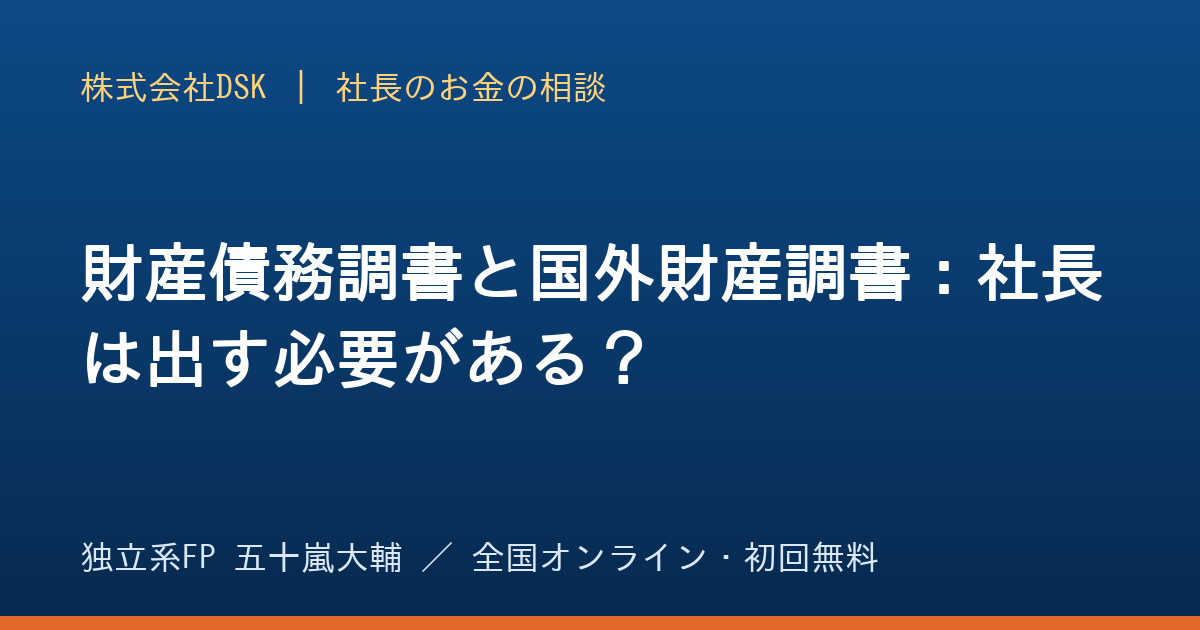 株式会社DSK ｜ 社長のお金の相談
財産債務調書と国外財産調書：社長
は出す必要がある？
独立系FP 五十嵐大輔 ／ 全国オンライン・初回無料